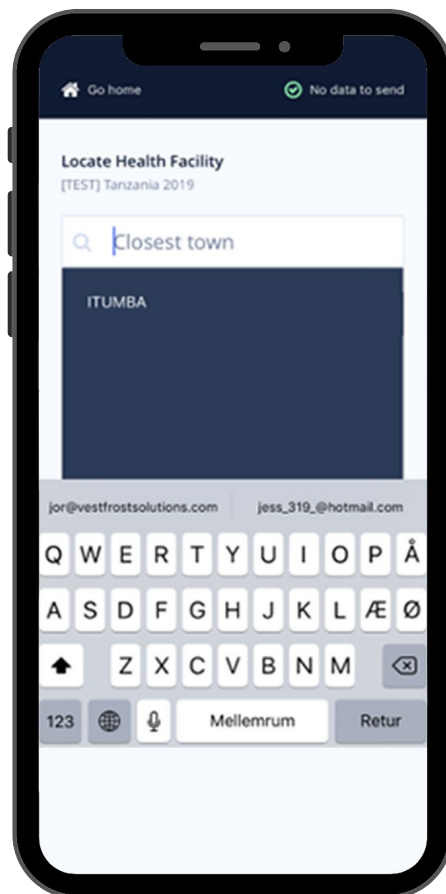 Go home
No data to send
Locate Health Facility
[TEST] Tanzania 2019
Closest town
ITUMBA
jor@vestfrostsolutions.com
jess_319_@hotmail.com
Q W E R T Y U I O P Å
A S D F G H J K L Æ Ø
Z X C V B N M
123
Mellemrum
Retur